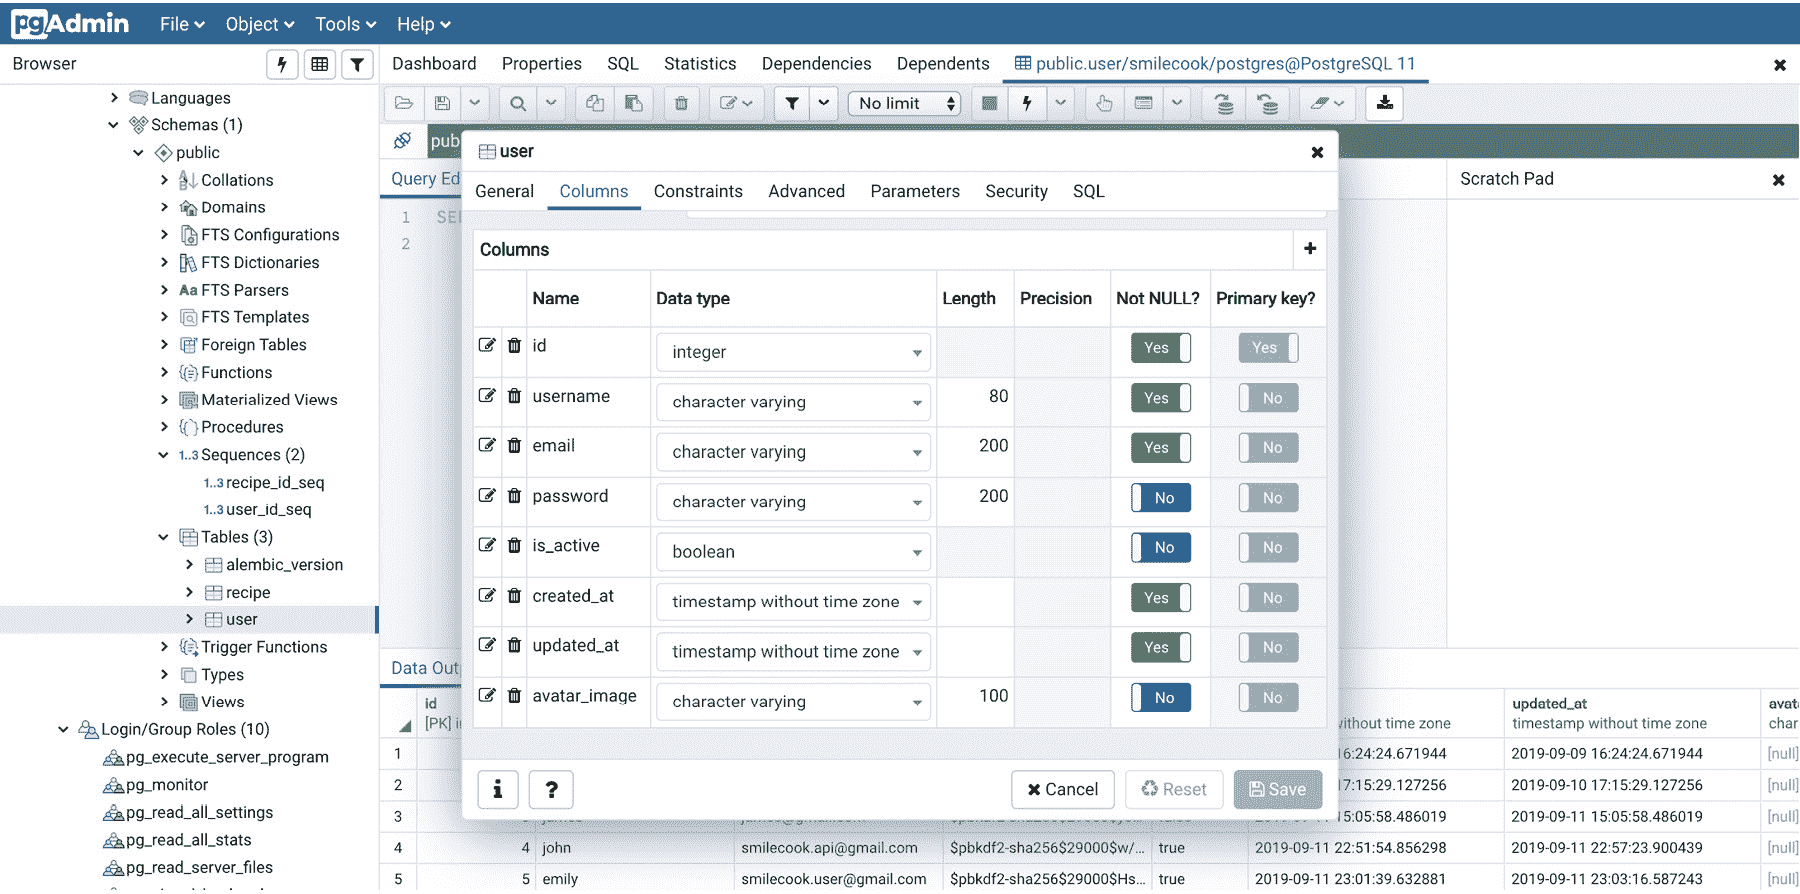 pgAdmin File Object Tools Help
Browser
Dashboard Properties SQL Statistics Dependencies Dependents public.user/smilecook/postgres@PostgreSQL 11
No limit
Languages
Schemas (1)
public
Collations
Domains
FTS Configurations
FTS Dictionaries
Aa FTS Parsers
FTS Templates
Foreign Tables
Functions
Materialized Views
Procedures
1..3 Sequences (2)
1..3 recipe_id_seq
1..3 user_id_seq
Tables (3)
alembic_version
recipe
user
Trigger Functions
Types
Views
Login/Group Roles (10)
pg_execute_server_program
pg_monitor
pg_read_all_settings
pg_read_all_stats
pg_read_server_files
pub
Query Ed
Scratch Pad
1 SEI
2
user
General Columns Constraints Advanced Parameters Security SQL
Columns
Name Data type Length Precision Not NULL? Primary key?
id integer Yes Yes
username character varying 80 Yes No
email character varying 200 Yes No
password character varying 200 No No
is_active boolean No No
created_at timestamp without time zone Yes No
updated_at timestamp without time zone Yes No
avatar_image character varying 100 No No
i ? Cancel Reset Save
Data Out
id updated_at avata
[PK] i ithout time zone timestamp without time zone char
1 6:24:24.671944 2019-09-09 16:24:24.671944 [null]
2 17:15:29.127256 2019-09-10 17:15:29.127256 [null]
3 15:05:58.486019 2019-09-11 15:05:58.486019 [null]
4 4 john smilecook.api@gmail.com $pbkdf2-sha256$29000$w/... true 2019-09-11 22:51:54.856298 2019-09-11 22:57:23.900439 [null]
5 5 emily smilecook.user@gmail.com $pbkdf2-sha256$29000$Hs... true 2019-09-11 23:01:39.632881 2019-09-11 23:03:16.587243 [null]